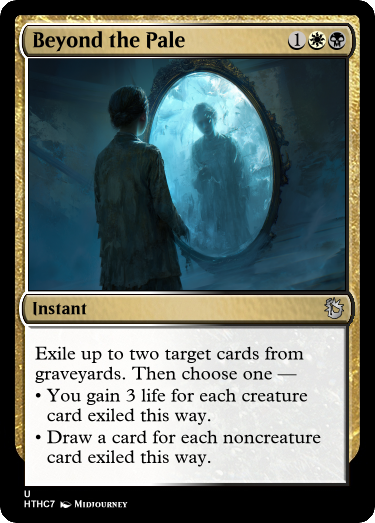 Beyond the Pale 1
Instant
Exile up to two target cards from
graveyards. Then choose one —
• You gain 3 life for each creature
card exiled this way.
• Draw a card for each noncreature
card exiled this way.
U
HTHC7 Midjourney